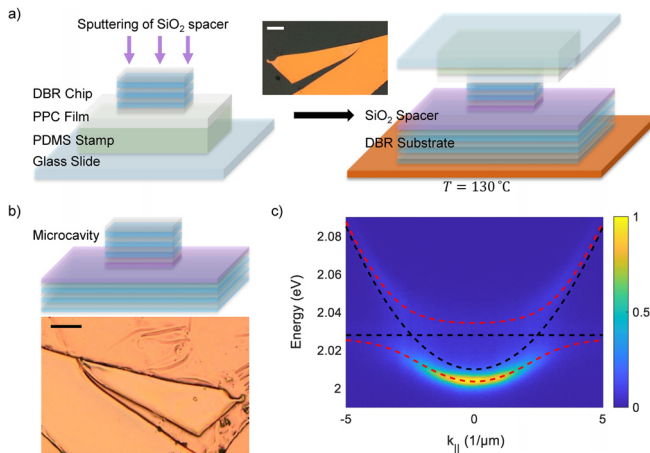 a)
Sputtering of SiO₂ spacer
DBR Chip
PPC Film
PDMS Stamp
Glass Slide
SiO₂ Spacer
DBR Substrate
T = 130 °C
b)
Microcavity
c)
Energy (eV)
2.08
2.06
2.04
2.02
2
-5
0
5
k|| (1/µm)
1
0.5
0